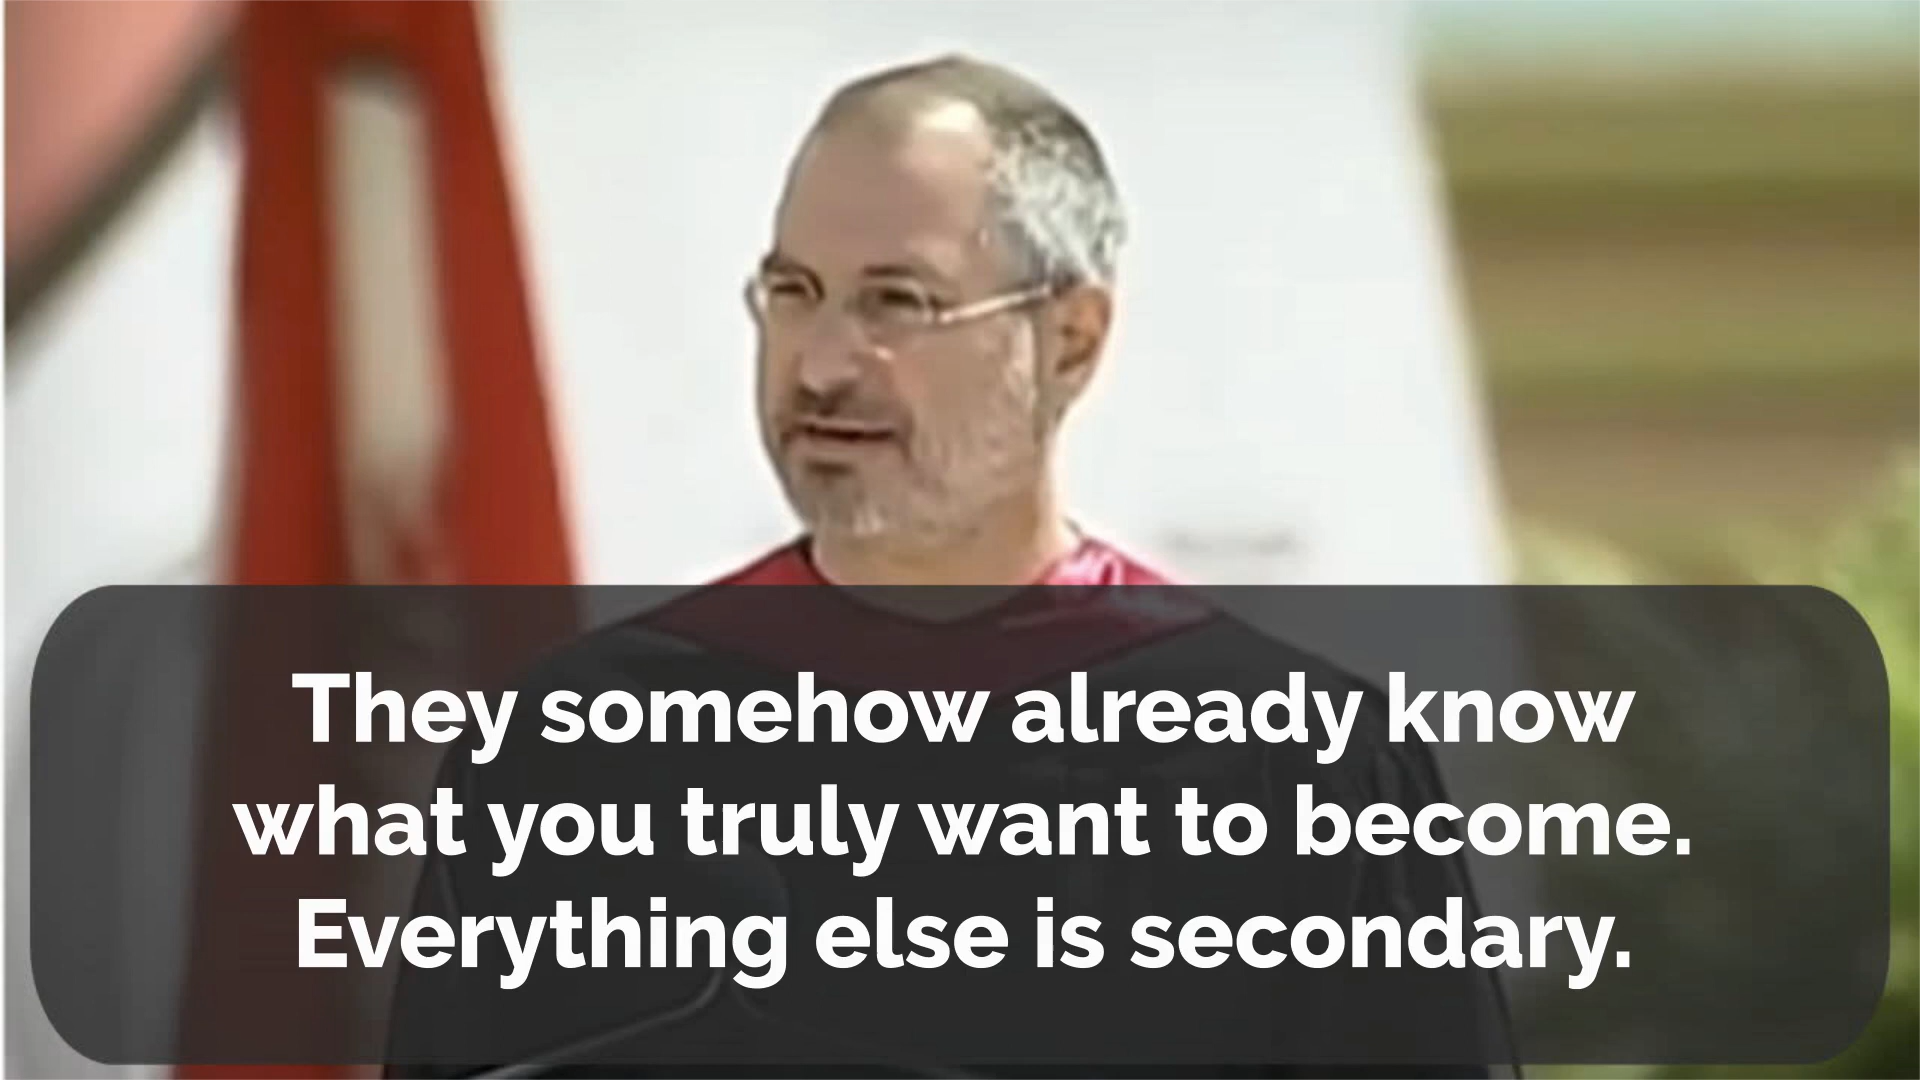 They somehow already know
what you truly want to become.
Everything else is secondary.